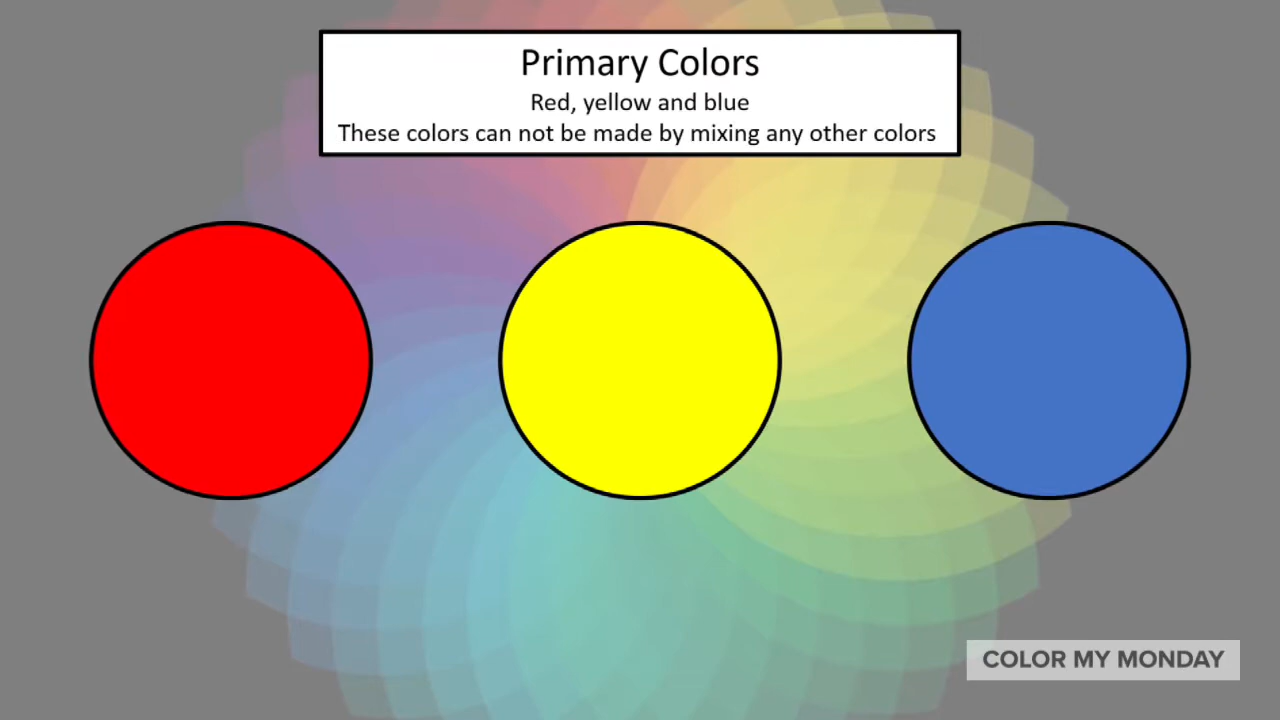 Primary Colors
Red, yellow and blue
These colors can not be made by mixing any other colors
COLOR MY MONDAY